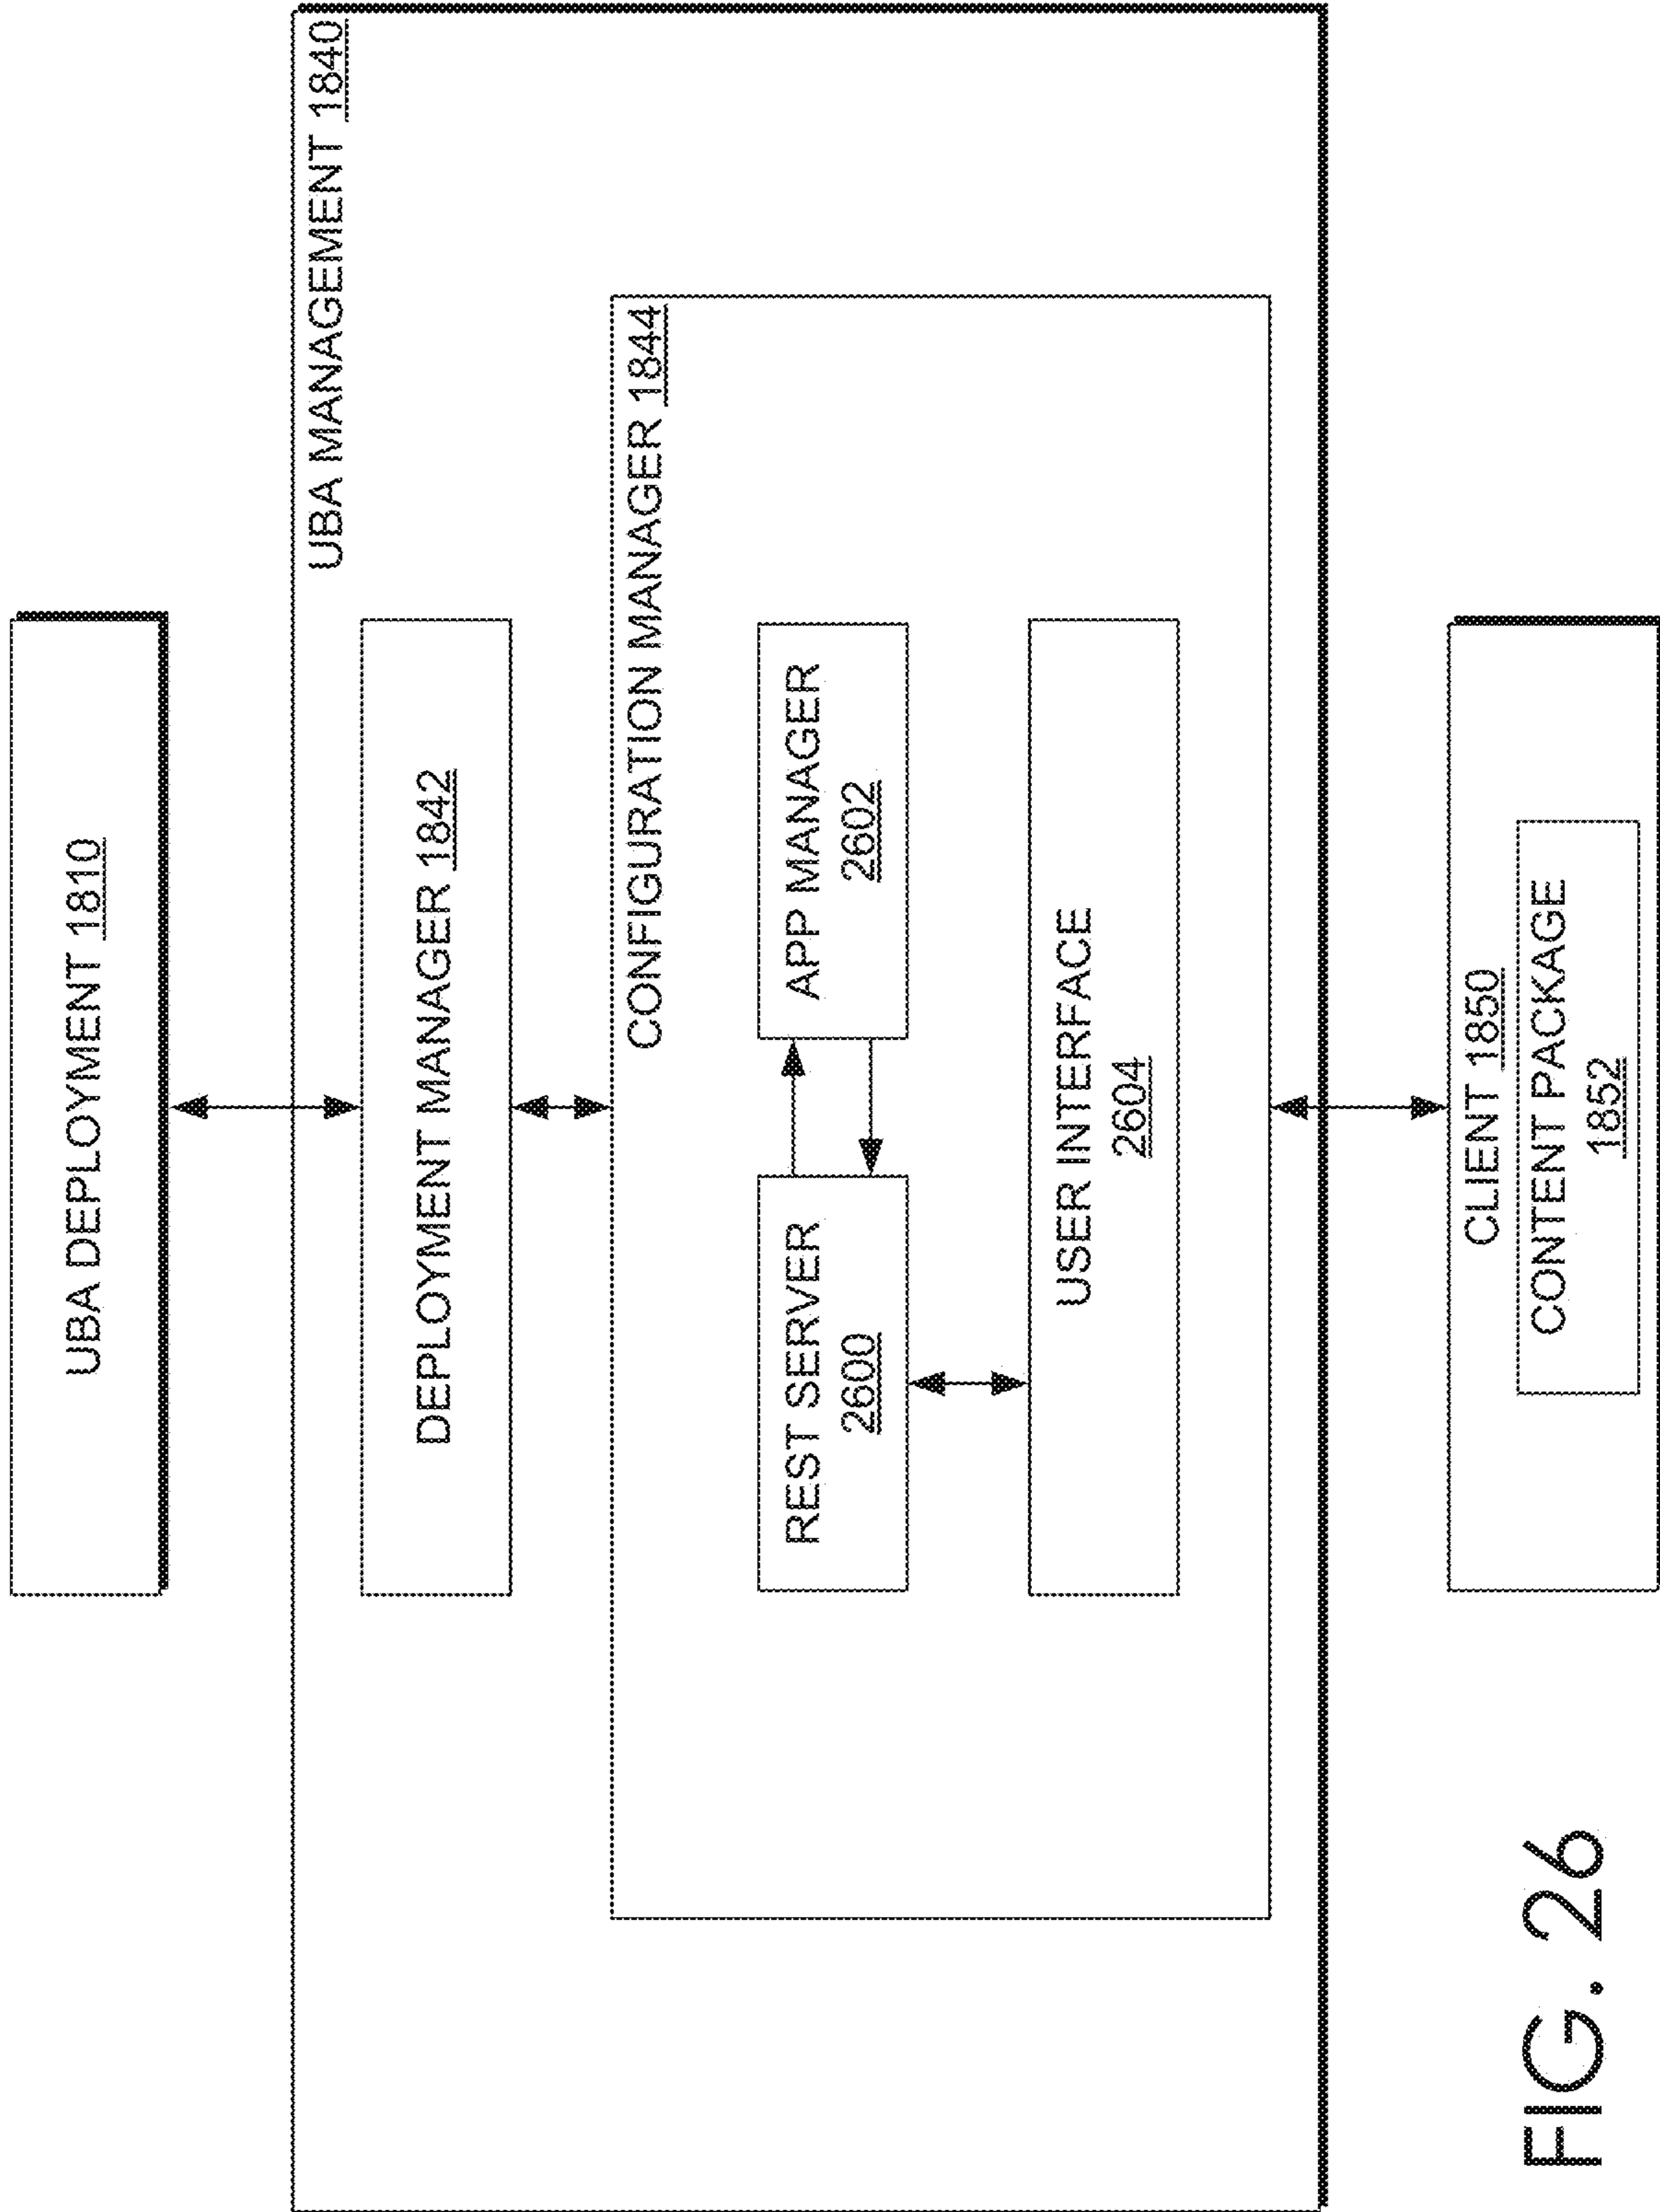 UBA DEPLOYMENT 1810
UBA MANAGEMENT 1840
DEPLOYMENT MANAGER 1842
CONFIGURATION MANAGER 1844
REST SERVER
2600
APP MANAGER
2602
USER INTERFACE
2604
CLIENT 1850
CONTENT PACKAGE
1852
FIG. 26